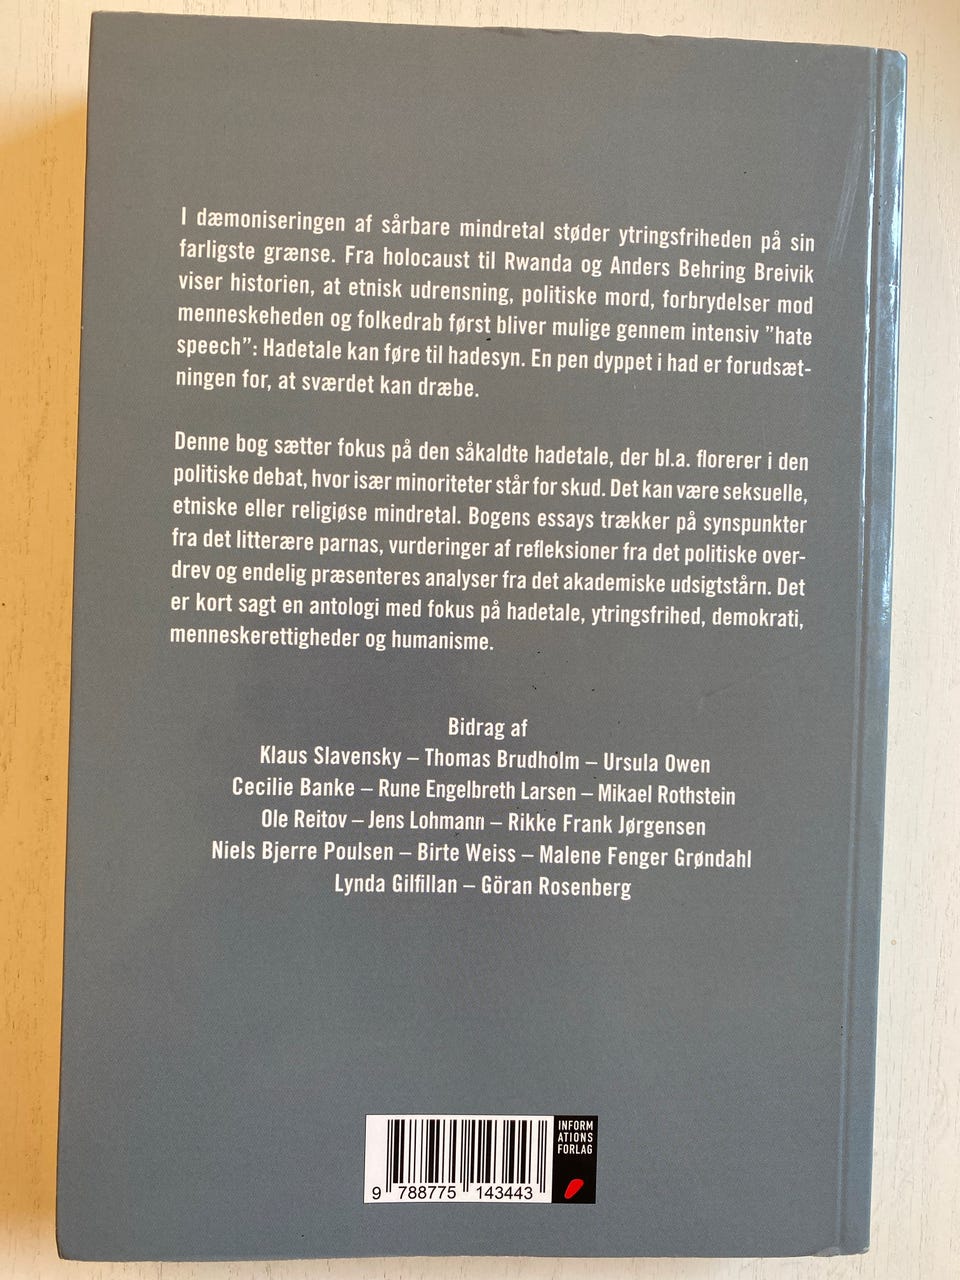 I dæmoniseringen af sårbare mindretal støder ytringsfriheden på sin
farligste grænse. Fra holocaust til Rwanda og Anders Behring Breivik
viser historien, at etnisk udrensning, politiske mord, forbrydelser mod
menneskeheden og folkedrab først bliver mulige gennem intensiv ”hate
speech”: Hadetale kan føre til hadesyn. En pen dyppet i had er forudsæt-
ningen for, at sværdet kan dræbe.
Denne bog sætter fokus på den såkaldte hadetale, der bl.a. florerer i den
politiske debat, hvor især minoriteter står for skud. Det kan være seksuelle,
etniske eller religiøse mindretal. Bogens essays trækker på synspunkter
fra det litterære parnas, vurderinger af refleksioner fra det politiske over-
drev og endelig præsenteres analyser fra det akademiske udsigtstårn. Det
er kort sagt en antologi med fokus på hadetale, ytringsfrihed, demokrati,
menneskerettigheder og humanisme.
Bidrag af
Klaus Slavensky – Thomas Brudholm – Ursula Owen
Cecilie Banke – Rune Engelbreth Larsen – Mikael Rothstein
Ole Reitov – Jens Lohmann – Rikke Frank Jørgensen
Niels Bjerre Poulsen – Birte Weiss – Malene Fenger Grøndahl
Lynda Gilfillan – Göran Rosenberg
INFORM
ATIONS
FORLAG
9 788775 143443